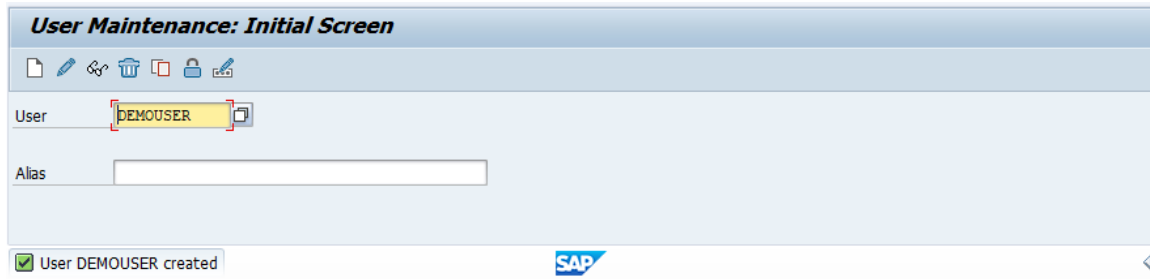 User Maintenance: Initial Screen
User DEMOUSER
Alias
User DEMOUSER created SAP